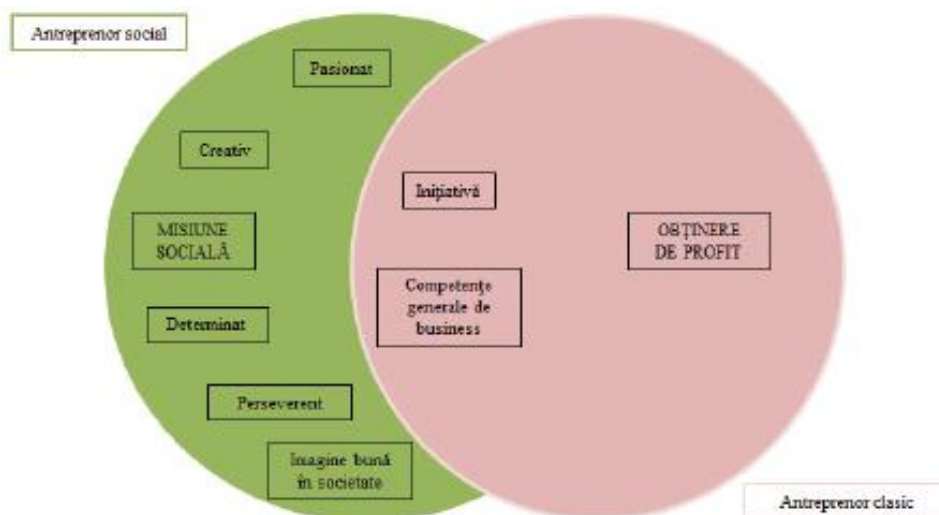 Antreprenor social
Pasionat
Creativ
Inițiativă
MISIUNE
SOCIALĂ
OBȚINERE
DE PROFIT
Competențe
generale de
business
Determinat
Perseverent
Imagine bună
în societate
Antreprenor clasic